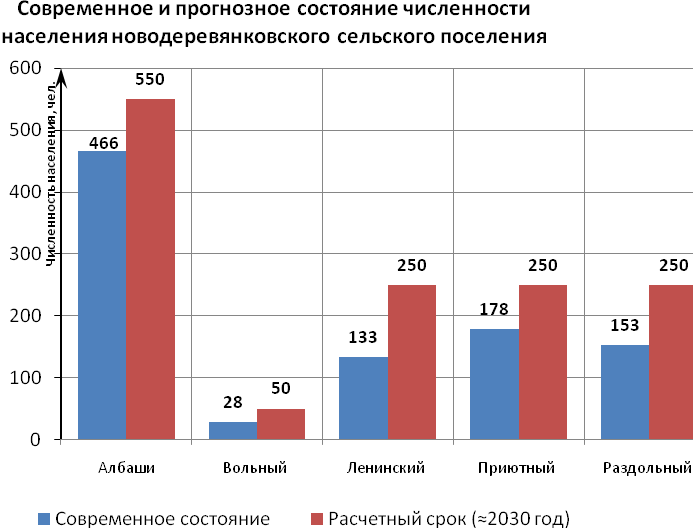 Современное и прогнозное состояние численности
населения новодеревянковского сельского поселения
Численность населения, чел.
600
500
400
300
200
100
0
466
550
28
50
133
250
178
250
153
250
Албаши
Вольный
Ленинский
Приютный
Раздольный
Современное состояние
Расчетный срок (≈2030 год)